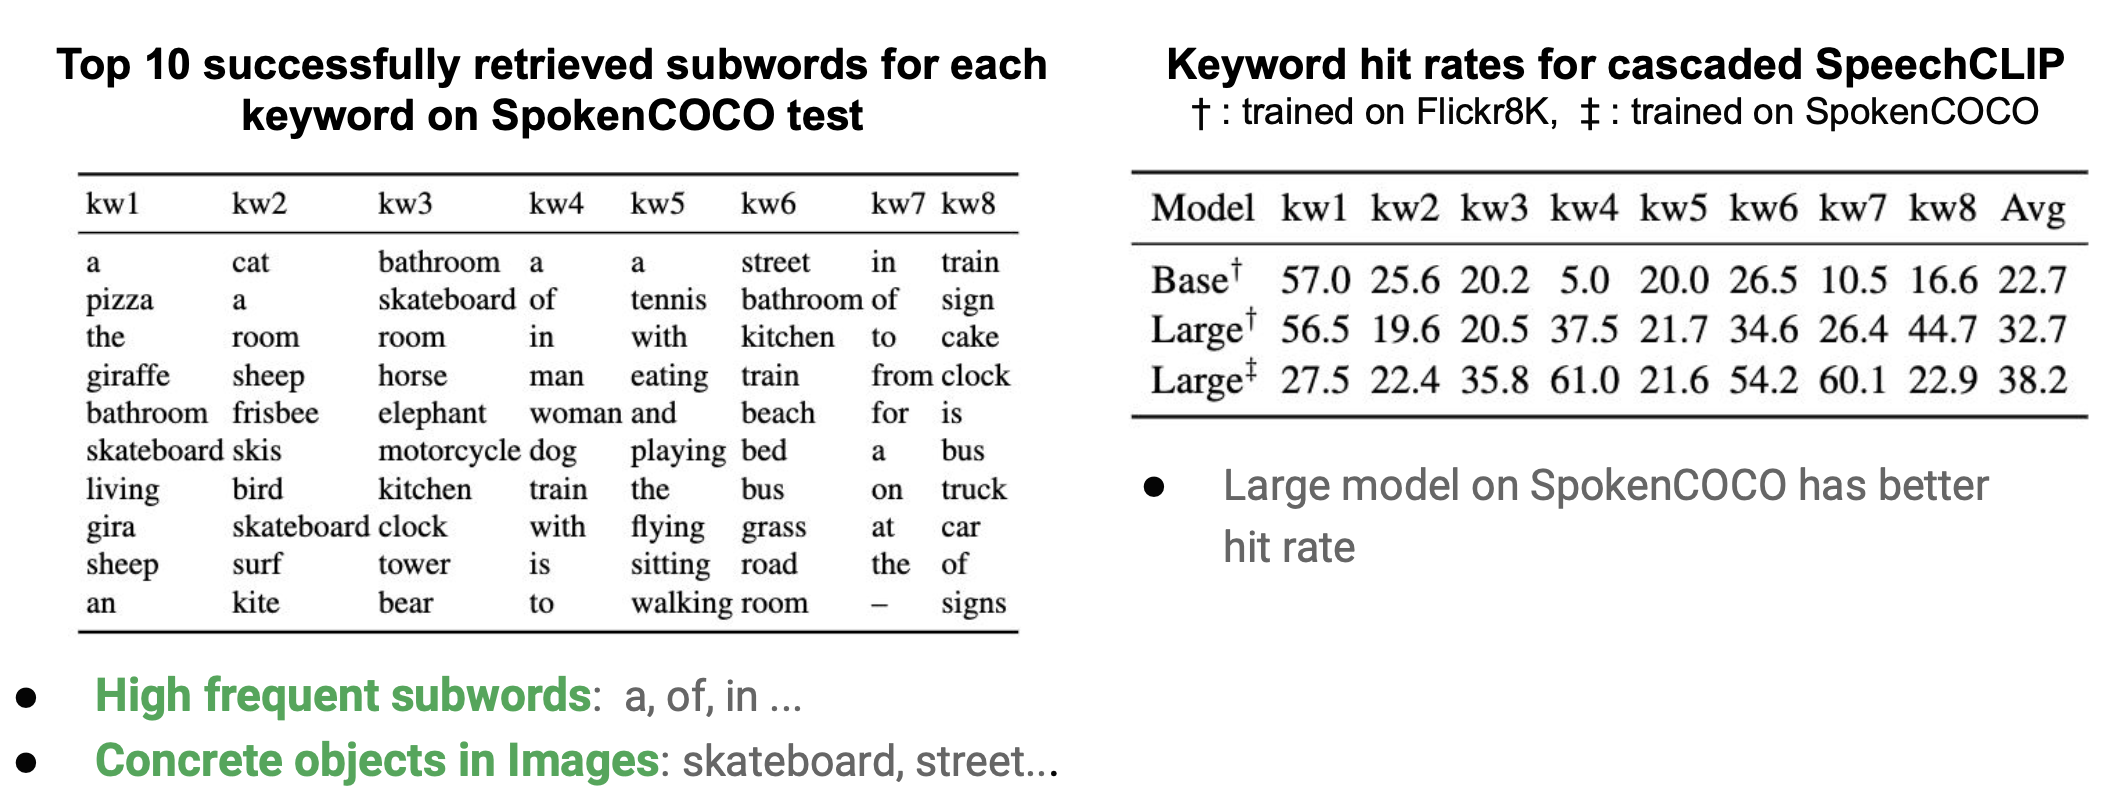 Top 10 successfully retrieved subwords for each
keyword on SpokenCOCO test
kw1 kw2 kw3 kw4 kw5 kw6 kw7 kw8
a cat bathroom a a street in train
pizza a skateboard of tennis bathroom of sign
the room room in with kitchen to cake
giraffe sheep horse man eating train from clock
bathroom frisbee elephant woman and beach for is
skateboard skis motorcycle dog playing bed a bus
living bird kitchen train the bus on truck
gira skateboard clock with flying grass at car
sheep surf tower is sitting road the of
an kite bear to walking room – signs
● High frequent subwords: a, of, in ...
● Concrete objects in Images: skateboard, street...
Keyword hit rates for cascaded SpeechCLIP
† : trained on Flickr8K, ‡ : trained on SpokenCOCO
Model kw1 kw2 kw3 kw4 kw5 kw6 kw7 kw8 Avg
Base† 57.0 25.6 20.2 5.0 20.0 26.5 10.5 16.6 22.7
Large† 56.5 19.6 20.5 37.5 21.7 34.6 26.4 44.7 32.7
Large‡ 27.5 22.4 35.8 61.0 21.6 54.2 60.1 22.9 38.2
● Large model on SpokenCOCO has better
hit rate